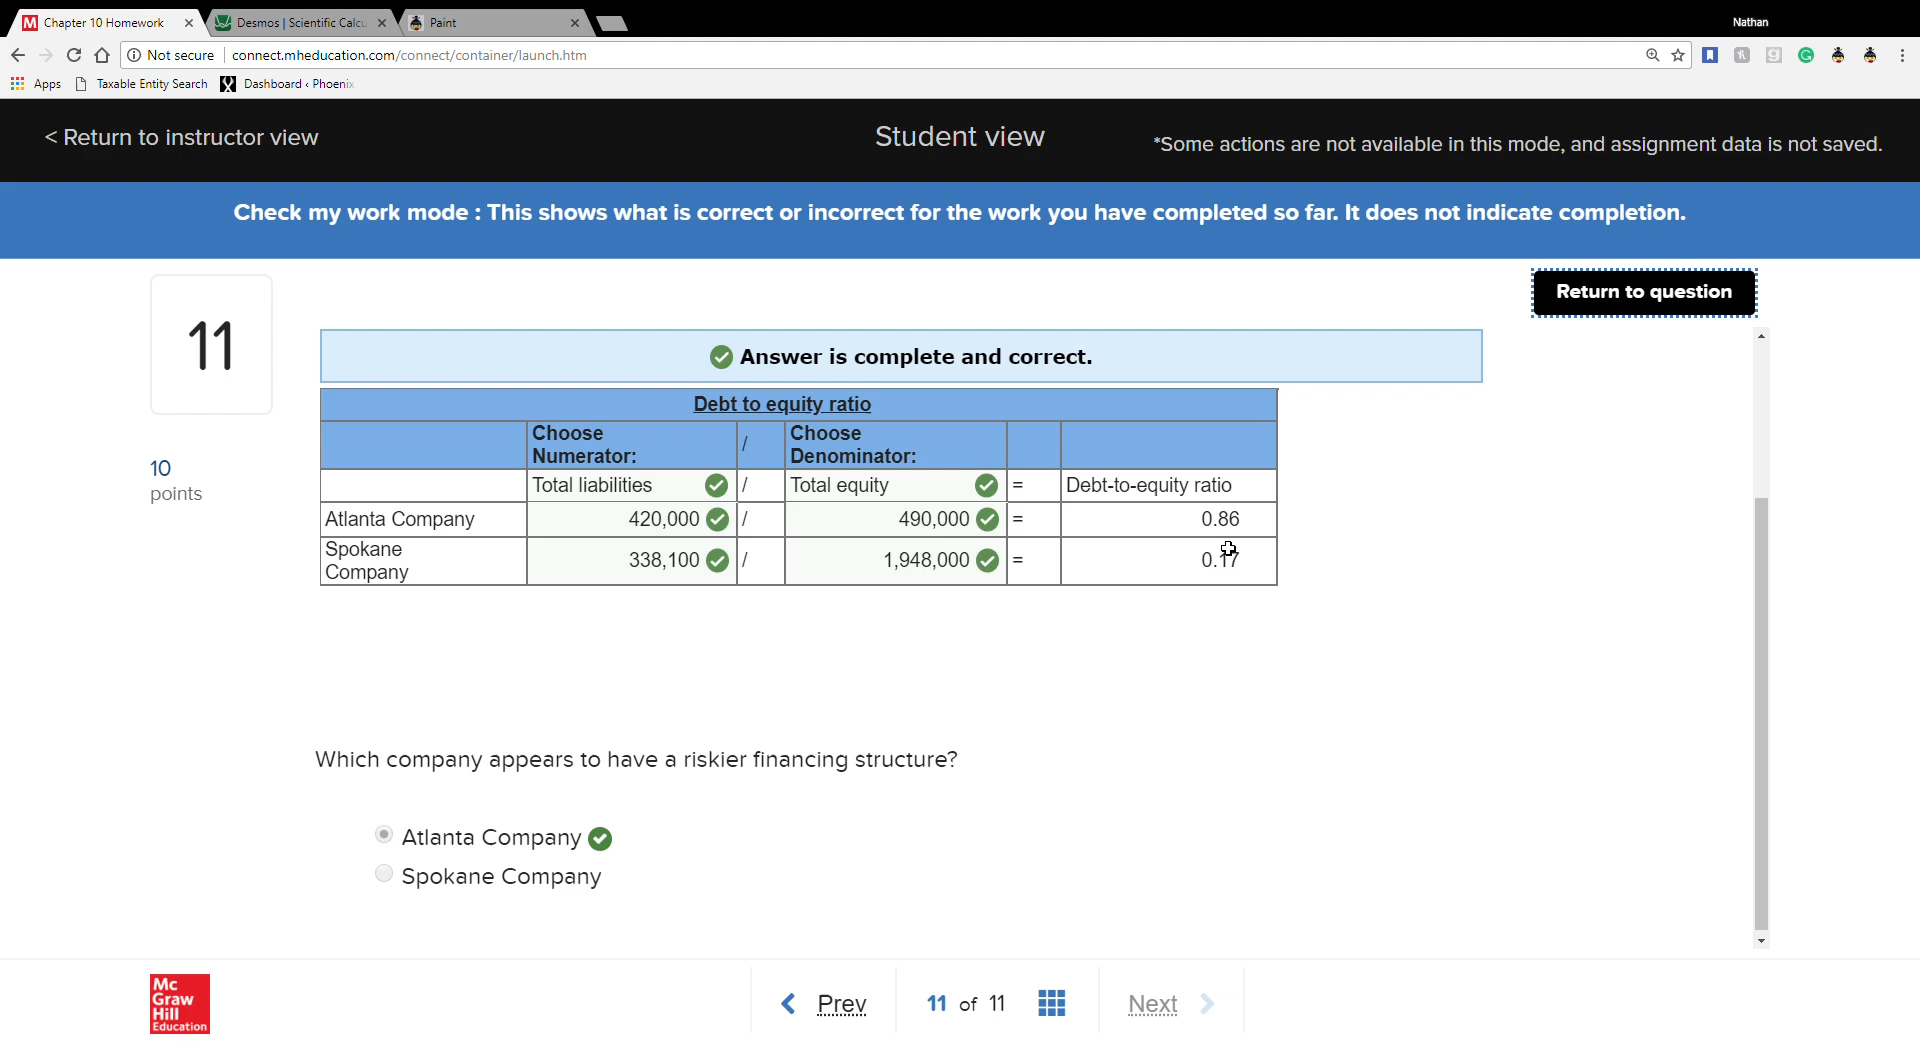 Chapter 10 Homework
Desmos | Scientific Calcu
Paint
Nathan
Not secure
connect.mheducation.com/connect/container/launch.htm
Apps
Taxable Entity Search
Dashboard ‹ Phoenix
< Return to instructor view
Student view
*Some actions are not available in this mode, and assignment data is not saved.
Check my work mode : This shows what is correct or incorrect for the work you have completed so far. It does not indicate completion.
11
10
points
Return to question
Answer is complete and correct.
Debt to equity ratio
Choose Numerator: / Choose Denominator:
Total liabilities / Total equity = Debt-to-equity ratio
Atlanta Company 420,000 / 490,000 = 0.86
Spokane Company 338,100 / 1,948,000 = 0.17
Which company appears to have a riskier financing structure?
Atlanta Company
Spokane Company
Mc
Graw
Hill
Education
Prev
11 of 11
Next